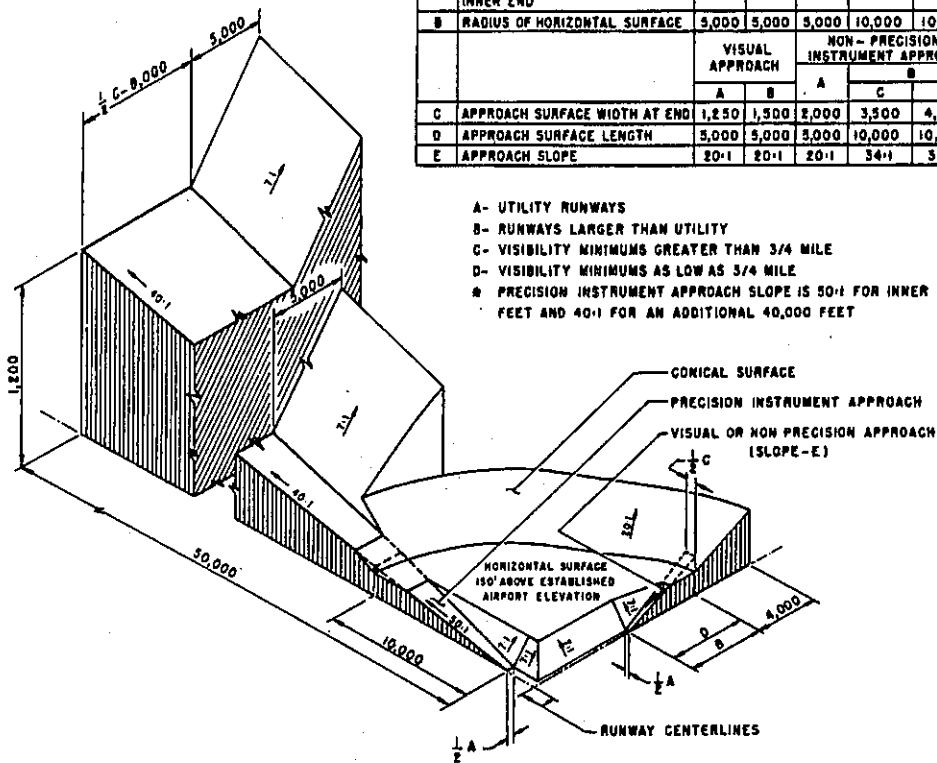 INNER END
B RADIUS OF HORIZONTAL SURFACE 5,000 5,000 5,000 10,000 10
VISUAL APPROACH
NON- PRECISION
INSTRUMENT APPRO
A B A B
C
C APPROACH SURFACE WIDTH AT END 1,250 1,500 2,000 3,500 4,
D APPROACH SURFACE LENGTH 5,000 5,000 5,000 10,000 10,
E APPROACH SLOPE 20:1 20:1 20:1 34:1 3
A- UTILITY RUNWAYS
B- RUNWAYS LARGER THAN UTILITY
C- VISIBILITY MINIMUMS GREATER THAN 3/4 MILE
D- VISIBILITY MINIMUMS AS LOW AS 3/4 MILE
* PRECISION INSTRUMENT APPROACH SLOPE IS 50:1 FOR INNER
FEET AND 40:1 FOR AN ADDITIONAL 40,000 FEET
5,000
1/2 C-8,000
7:1
40:1
5,000
1,200
7:1
40:1
50,000
CONICAL SURFACE
PRECISION INSTRUMENT APPROACH
VISUAL OR NON PRECISION APPROACH
(SLOPE-E)
1/2 C
20:1
HORIZONTAL SURFACE
150' ABOVE ESTABLISHED
AIRPORT ELEVATION
50:1
7:1
7:1
7:1
7:1
10,000
4,000
D
B
1/2 A
RUNWAY CENTERLINES
1/2 A